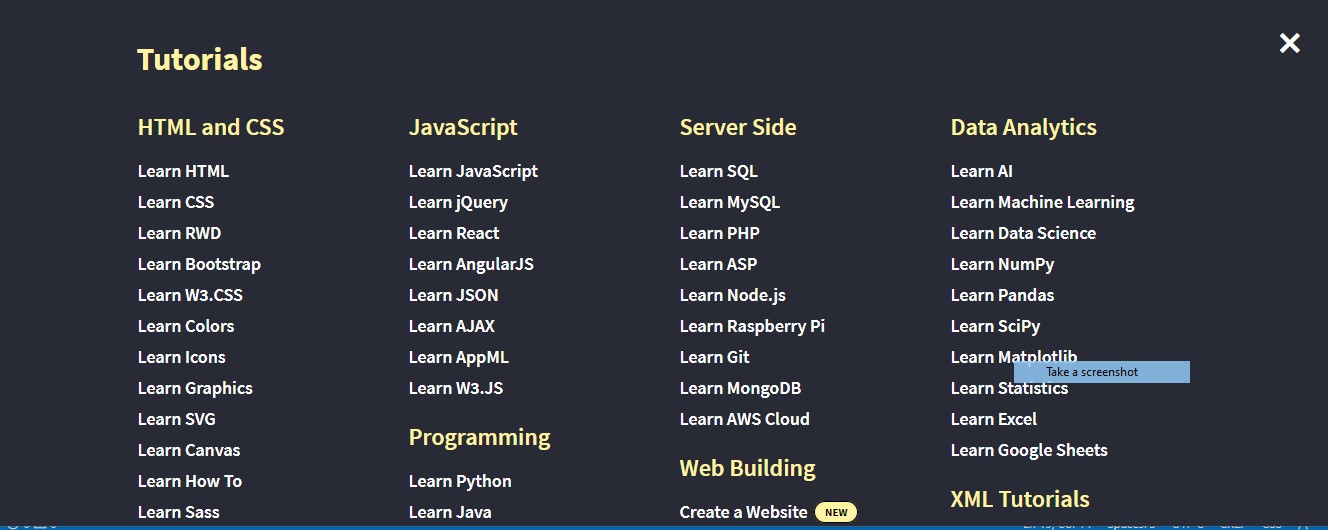 Tutorials
HTML and CSS
Learn HTML
Learn CSS
Learn RWD
Learn Bootstrap
Learn W3.CSS
Learn Colors
Learn Icons
Learn Graphics
Learn SVG
Learn Canvas
Learn How To
Learn Sass
JavaScript
Learn JavaScript
Learn jQuery
Learn React
Learn AngularJS
Learn JSON
Learn AJAX
Learn AppML
Learn W3.JS
Programming
Learn Python
Learn Java
Server Side
Learn SQL
Learn MySQL
Learn PHP
Learn ASP
Learn Node.js
Learn Raspberry Pi
Learn Git
Learn MongoDB
Learn AWS Cloud
Web Building
Create a Website NEW
Data Analytics
Learn AI
Learn Machine Learning
Learn Data Science
Learn NumPy
Learn Pandas
Learn SciPy
Learn Matplotlib
Take a screenshot
Learn Statistics
Learn Excel
Learn Google Sheets
XML Tutorials